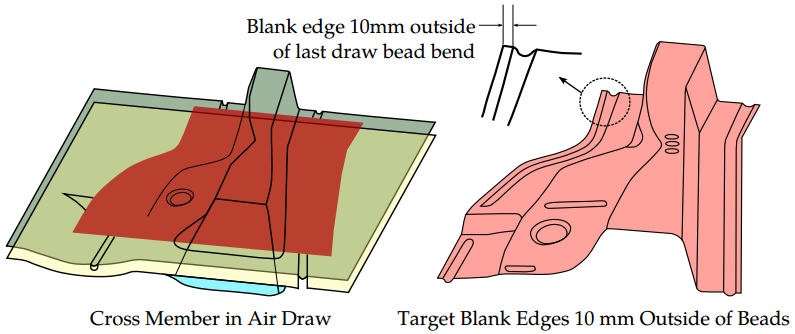 Blank edge 10mm outside
of last draw bead bend
Cross Member in Air Draw
Target Blank Edges 10 mm Outside of Beads